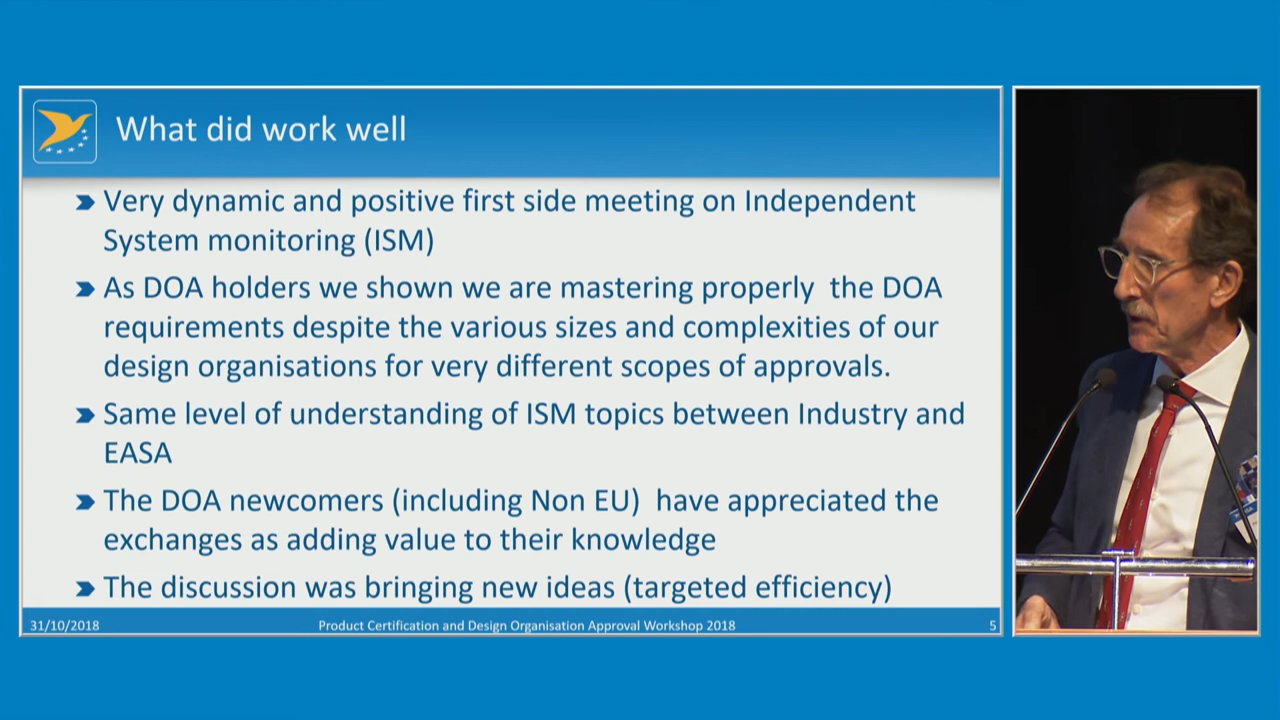 What did work well
Very dynamic and positive first side meeting on Independent
System monitoring (ISM)
As DOA holders we shown we are mastering properly  the DOA
requirements despite the various sizes and complexities of our
design organisations for very different scopes of approvals.
Same level of understanding of ISM topics between Industry and
EASA
The DOA newcomers (including Non EU)  have appreciated the
exchanges as adding value to their knowledge
The discussion was bringing new ideas (targeted efficiency)
31/10/2018
Product Certification and Design Organisation Approval Workshop 2018
5